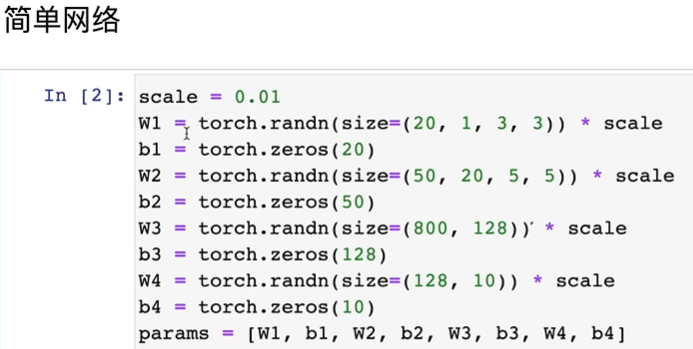 简单网络
In [2]: scale = 0.01
W1 = torch.randn(size=(20, 1, 3, 3)) * scale
b1 = torch.zeros(20)
W2 = torch.randn(size=(50, 20, 5, 5)) * scale
b2 = torch.zeros(50)
W3 = torch.randn(size=(800, 128)) * scale
b3 = torch.zeros(128)
W4 = torch.randn(size=(128, 10)) * scale
b4 = torch.zeros(10)
params = [W1, b1, W2, b2, W3, b3, W4, b4]